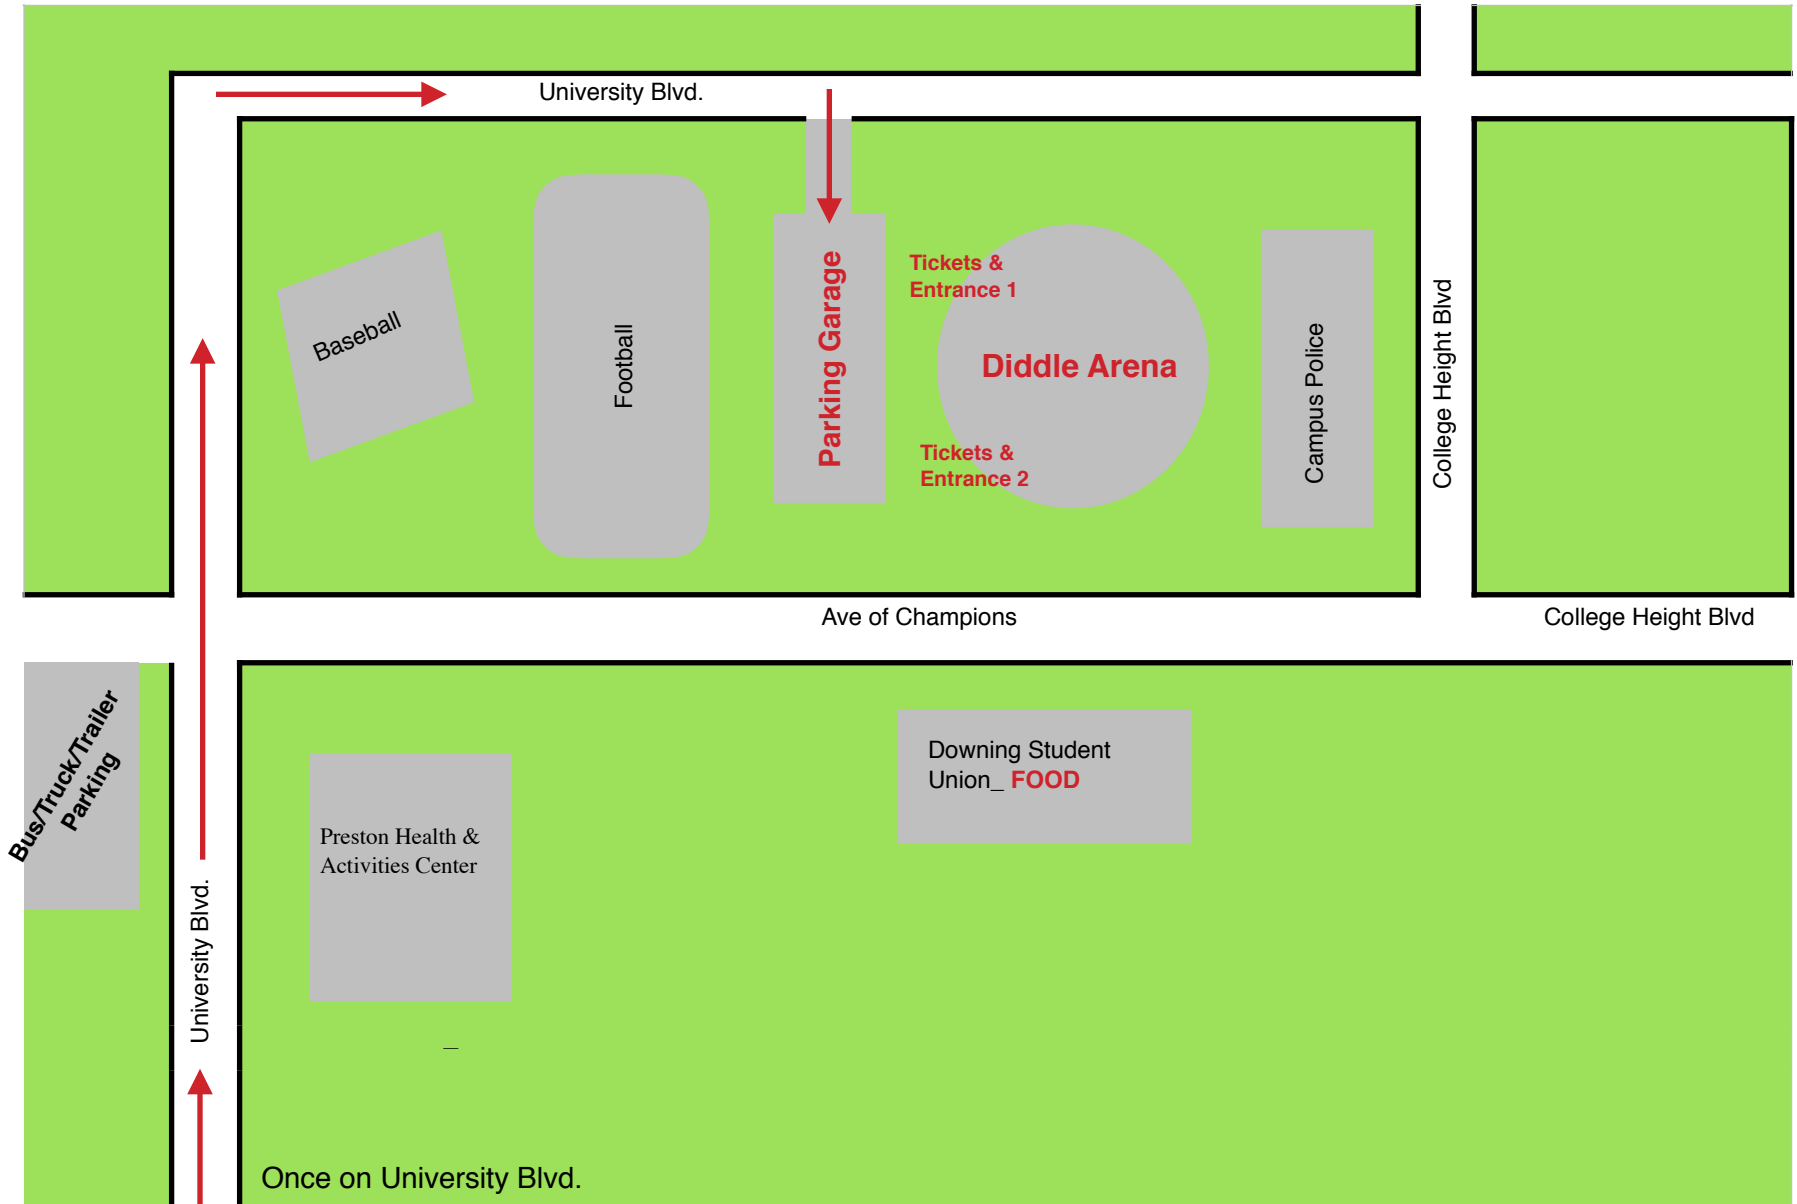 University Blvd.
Tickets &
Entrance 1
Baseball
Football
Parking Garage
Diddle Arena
Campus Police
College Height Blvd
Tickets &
Entrance 2
Ave of Champions
College Height Blvd
Bus/Truck/Trailer
Parking
Downing Student
Union_ FOOD
Preston Health &
Activities Center
University Blvd.
_
Once on University Blvd.